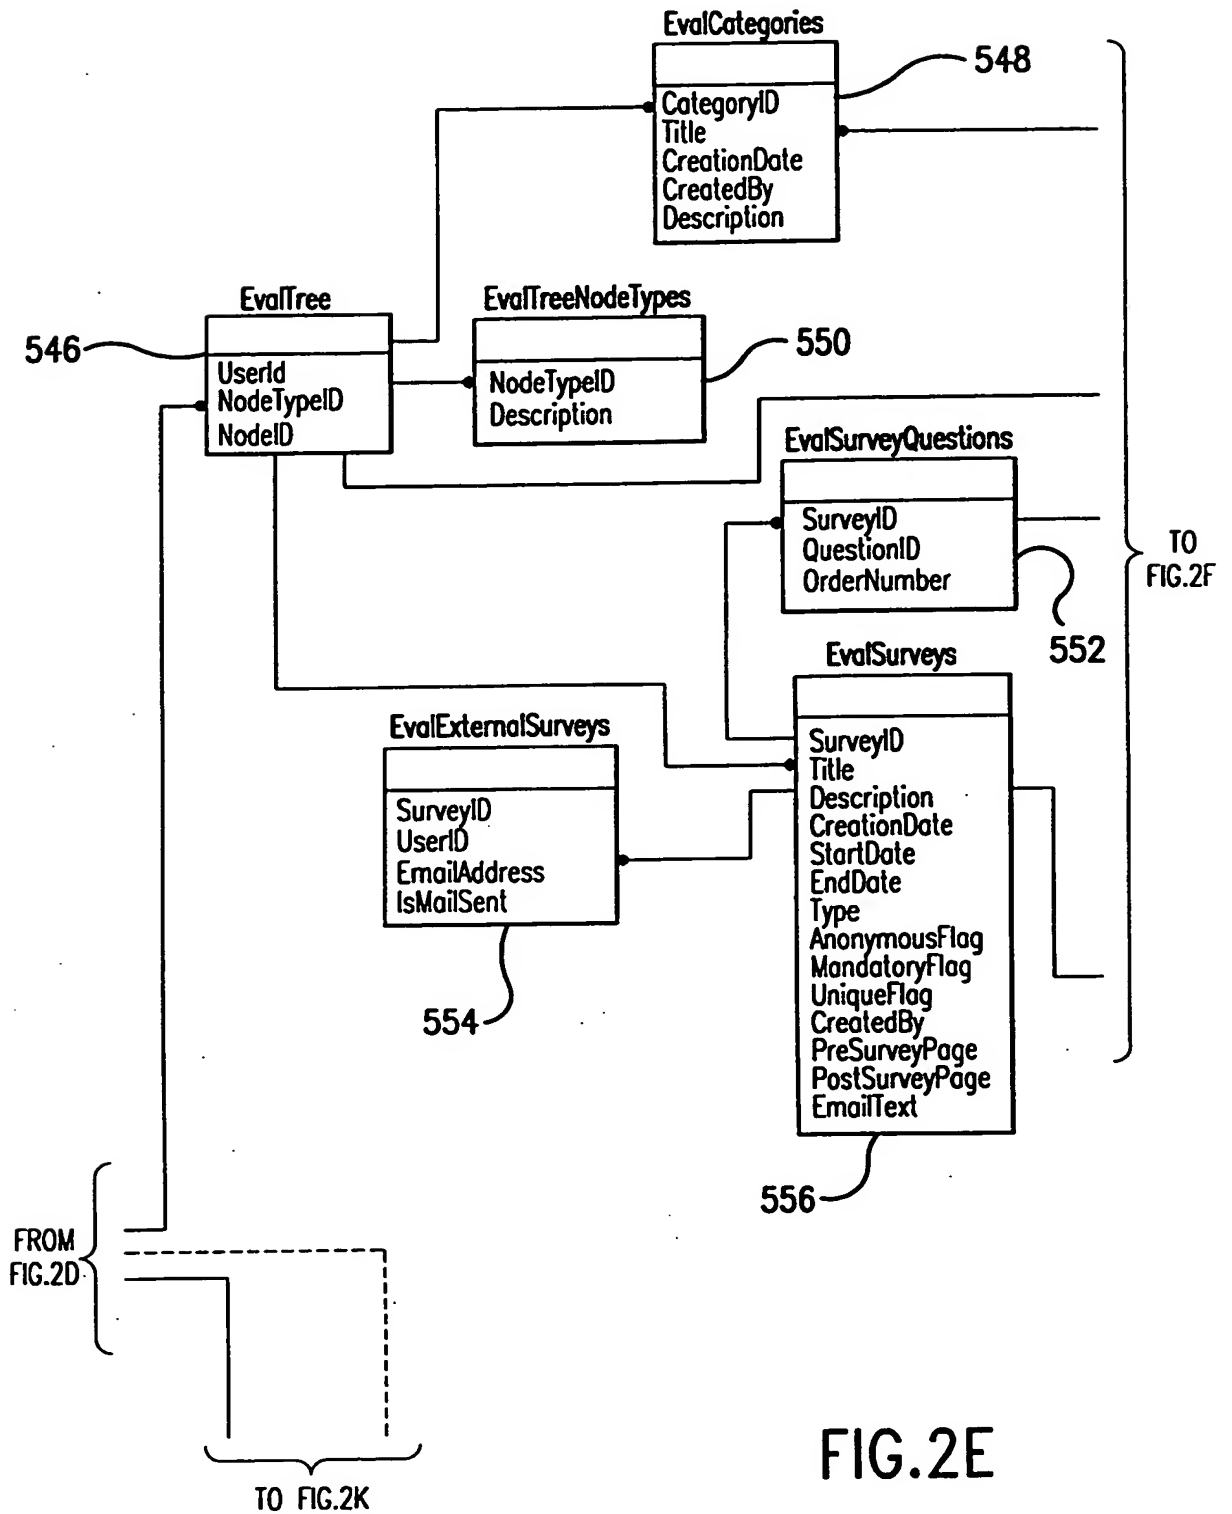 EvalCategories
548
CategoryID
Title
CreationDate
CreatedBy
Description
EvalTree
546
UserId
NodeTypeID
NodeID
EvalTreeNodeTypes
550
NodeTypeID
Description
EvalSurveyQuestions
SurveyID
QuestionID
OrderNumber
552
TO
FIG.2F
EvalSurveys
SurveyID
Title
Description
CreationDate
StartDate
EndDate
Type
AnonymousFlag
MandatoryFlag
UniqueFlag
CreatedBy
PreSurveyPage
PostSurveyPage
EmailText
556
EvalExternalSurveys
SurveyID
UserID
EmailAddress
IsMailSent
554
FROM
FIG.2D
TO FIG.2K
FIG.2E